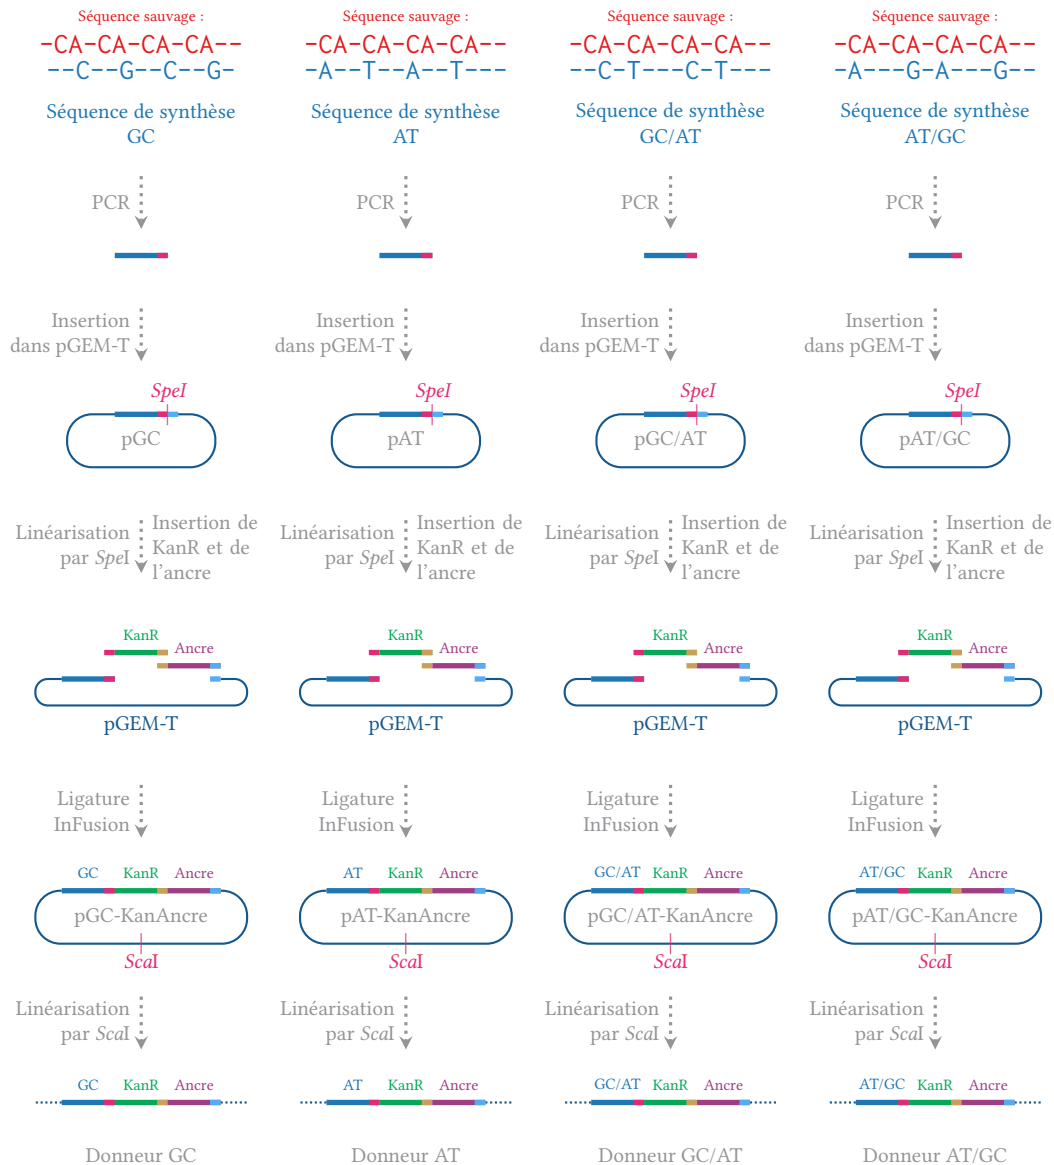 Séquence sauvage :
Séquence sauvage :
Séquence sauvage :
Séquence sauvage :
–CA–CA–CA–CA––
–CA–CA–CA–CA––
–CA–CA–CA–CA––
–CA–CA–CA–CA––
––C––G––C––G–
–A––T––A––T–––
––C–T–––C–T–––
–A–––G–A–––G–
Séquence de synthèse
GC
Séquence de synthèse
AT
Séquence de synthèse
GC/AT
Séquence de synthèse
AT/GC
PCR
PCR
PCR
PCR
Insertion
dans pGEM-T
Insertion
dans pGEM-T
Insertion
dans pGEM-T
Insertion
dans pGEM-T
SpeI
SpeI
SpeI
SpeI
pGC
pAT
pGC/AT
pAT/GC
Linéarisation
par SpeI
Insertion de
KanR et de
l'ancre
Linéarisation
par SpeI
Insertion de
KanR et de
l'ancre
Linéarisation
par SpeI
Insertion de
KanR et de
l'ancre
Linéarisation
par SpeI
Insertion de
KanR et de
l'ancre
KanR
Ancre
KanR
Ancre
KanR
Ancre
KanR
Ancre
pGEM-T
pGEM-T
pGEM-T
pGEM-T
Ligature
InFusion
Ligature
InFusion
Ligature
InFusion
Ligature
InFusion
GC KanR Ancre
AT KanR Ancre
GC/AT KanR Ancre
AT/GC KanR Ancre
pGC-KanAncre
pAT-KanAncre
pGC/AT-KanAncre
pAT/GC-KanAncre
ScaI
ScaI
ScaI
ScaI
Linéarisation
par ScaI
Linéarisation
par ScaI
Linéarisation
par ScaI
Linéarisation
par ScaI
GC KanR Ancre
AT KanR Ancre
GC/AT KanR Ancre
AT/GC KanR Ancre
Donneur GC
Donneur AT
Donneur GC/AT
Donneur AT/GC